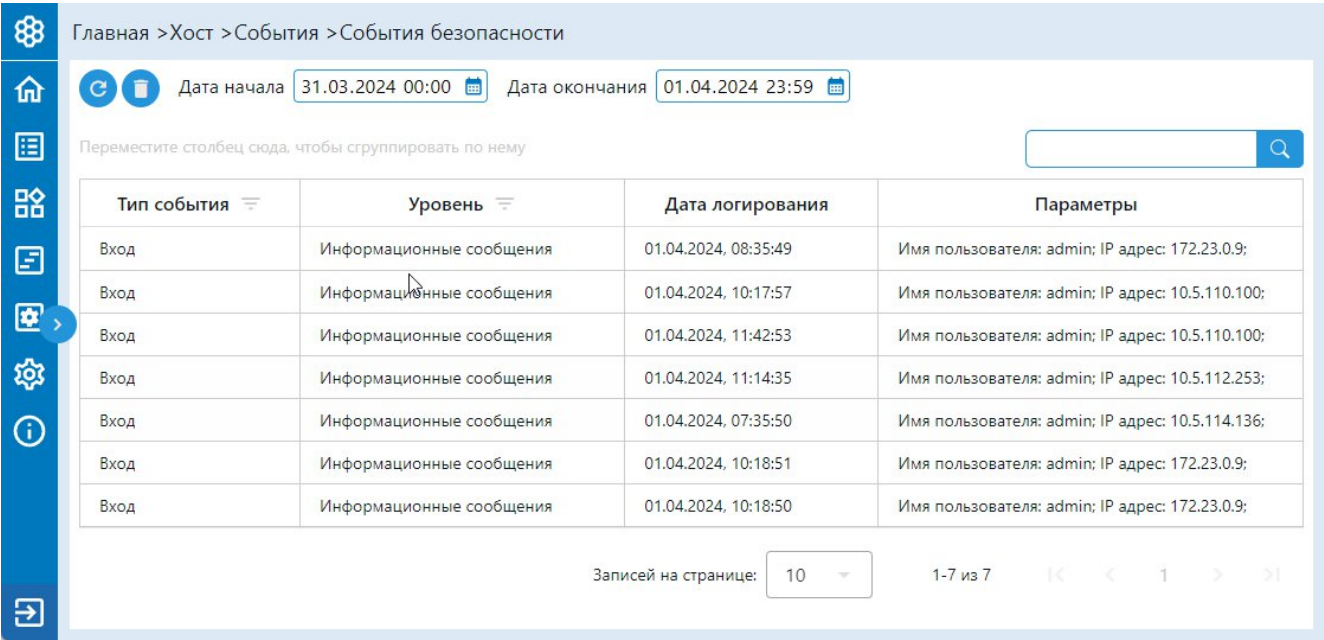 Главная >Хост >События >События безопасности
Дата начала 31.03.2024 00:00 Дата окончания 01.04.2024 23:59
Переместите столбец сюда, чтобы сгруппировать по нему
Тип события Уровень Дата логирования Параметры
Вход Информационные сообщения 01.04.2024, 08:35:49 Имя пользователя: admin; IP адрес: 172.23.0.9;
Вход Информационные сообщения 01.04.2024, 10:17:57 Имя пользователя: admin; IP адрес: 10.5.110.100;
Вход Информационные сообщения 01.04.2024, 11:42:53 Имя пользователя: admin; IP адрес: 10.5.110.100;
Вход Информационные сообщения 01.04.2024, 11:14:35 Имя пользователя: admin; IP адрес: 10.5.112.253;
Вход Информационные сообщения 01.04.2024, 07:35:50 Имя пользователя: admin; IP адрес: 10.5.114.136;
Вход Информационные сообщения 01.04.2024, 10:18:51 Имя пользователя: admin; IP адрес: 172.23.0.9;
Вход Информационные сообщения 01.04.2024, 10:18:50 Имя пользователя: admin; IP адрес: 172.23.0.9;
Записей на странице: 10 1-7 из 7 1